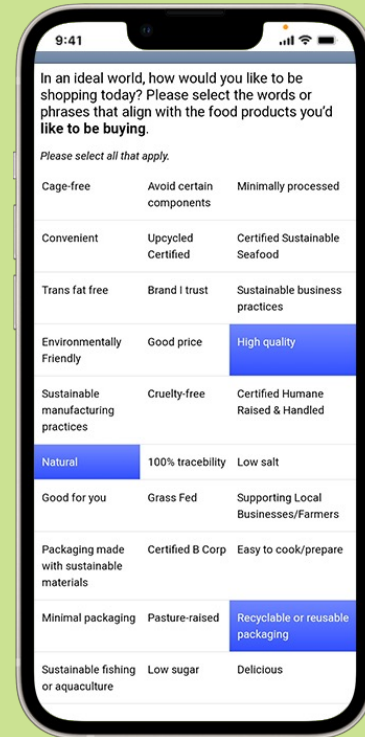 9:41
In an ideal world, how would you like to be
shopping today? Please select the words or
phrases that align with the food products you'd
like to be buying.
Please select all that apply.
Cage-free
Avoid certain
components
Minimally processed
Convenient
Upcycled
Certified
Certified Sustainable
Seafood
Trans fat free
Brand I trust
Sustainable business
practices
Environmentally
Friendly
Good price
High quality
Sustainable
manufacturing
practices
Cruelty-free
Certified Humane
Raised & Handled
Natural
100% tracebility
Low salt
Good for you
Grass Fed
Supporting Local
Businesses/Farmers
Packaging made
with sustainable
materials
Certified B Corp
Easy to cook/prepare
Minimal packaging
Pasture-raised
Recyclable or reusable
packaging
Sustainable fishing
or aquaculture
Low sugar
Delicious